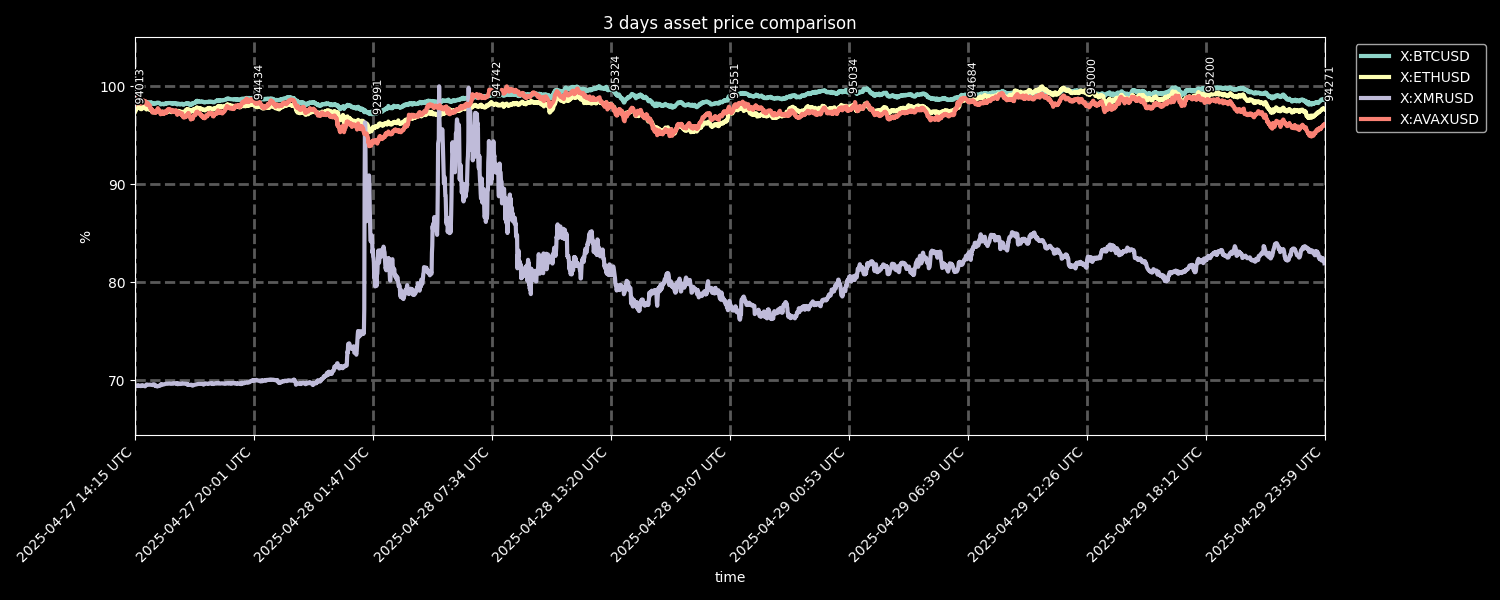 3 days asset price comparison
X:BTCUSD
X:ETHUSD
X:XMRUSD
X:AVAXUSD
94013
94434
92991
94742
95324
94551
95034
94684
95000
95200
94271
100
90
80
70
%
2025-04-27 14:15 UTC
2025-04-27 20:01 UTC
2025-04-28 01:47 UTC
2025-04-28 07:34 UTC
2025-04-28 13:20 UTC
2025-04-28 19:07 UTC
2025-04-29 00:53 UTC
2025-04-29 06:39 UTC
2025-04-29 12:26 UTC
2025-04-29 18:12 UTC
2025-04-29 23:59 UTC
time